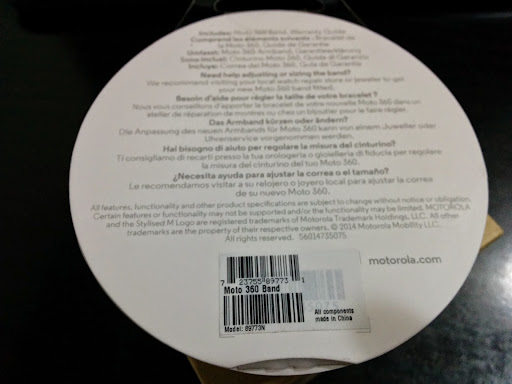 Includes: Moto 360 Band, Warranty Guide
Comprend les éléments suivants : Bracelet de
la Moto 360, Guide de Garantie
Umfasst: Moto 360 Armband, Garantieerklärung
Sono inclusi: Cinturino Moto 360, Guida di Garanzia
Incluye: Correa del Moto 360, Guía de Garantía
Need help adjusting or sizing the band?
We recommend visiting your local watch repair store or jeweler to get
your new Moto 360 band fitted.
Besoin d'aide pour régler la taille de votre bracelet ?
Nous vous conseillons d'apporter le bracelet de votre nouvelle Moto 360 dans un
atelier de réparation de montres ou chez un bijoutier pour le faire régler.
Das Armband kürzen oder ändern?
Die Anpassung des neuen Armbands für Moto 360 kann von einem Juwelier oder
Uhrenservice vorgenommen werden.
Hai bisogno di aiuto per regolare la misura del cinturino?
Ti consigliamo di recarti presso la tua orologeria o gioielleria di fiducia per regolare
la misura del cinturino del tuo Moto 360.
¿Necesita ayuda para ajustar la correa o el tamaño?
Le recomendamos visitar a su relojero o joyero local para ajustar la correa
de su nuevo Moto 360.
All features, functionality and other product specifications are subject to change without notice or obligation.
Certain features or functionality may not be supported and/or the functionality may be limited. MOTOROLA
and the Stylised M Logo are registered trademarks of Motorola Trademark Holdings, LLC. All other
trademarks are the property of their respective owners. © 2014 Motorola Mobility LLC.
All rights reserved. S6014735075
motorola.com
7 23755 89773 1
Moto 360 Band
All components
made in China
Model: 89773N